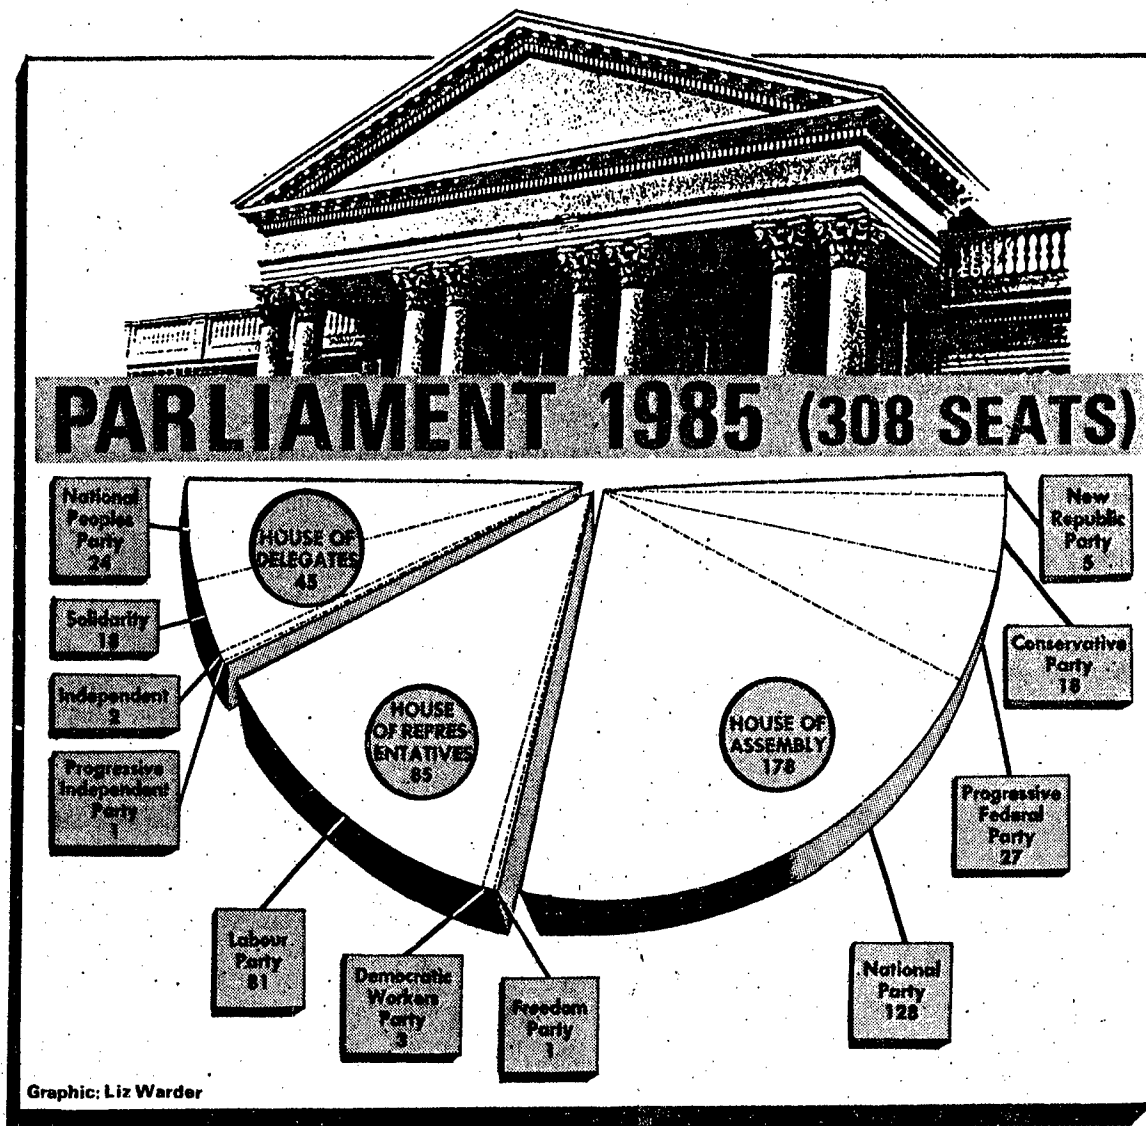 PARLIAMENT 1985 (308 SEATS)
National
Peoples
Party
24
Solidarity
18
Independent
2
Progressive
Independent
Party
1
HOUSE OF
DELEGATES
45
HOUSE
OF REPRES-
ENTATIVES
85
HOUSE OF
ASSEMBLY
178
New
Republic
Party
5
Conservative
Party
18
Progressive
Federal
Party
27
National
Party
128
Labour
Party
81
Democratic
Workers
Party
3
Freedom
Party
1
Graphic: Liz Warder